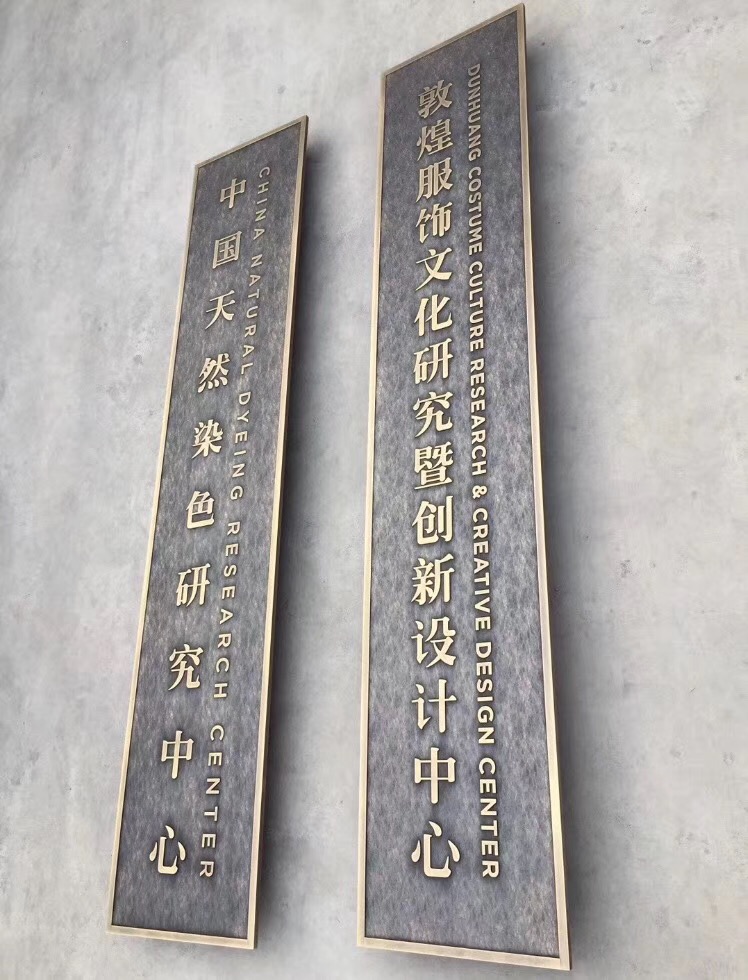 中国天然染色研究中心
CHINA NATURAL DYEING RESEARCH CENTER
敦煌服饰文化研究暨创新设计中心
DUNHUANG COSTUME CULTURE RESEARCH & CREATIVE DESIGN CENTER